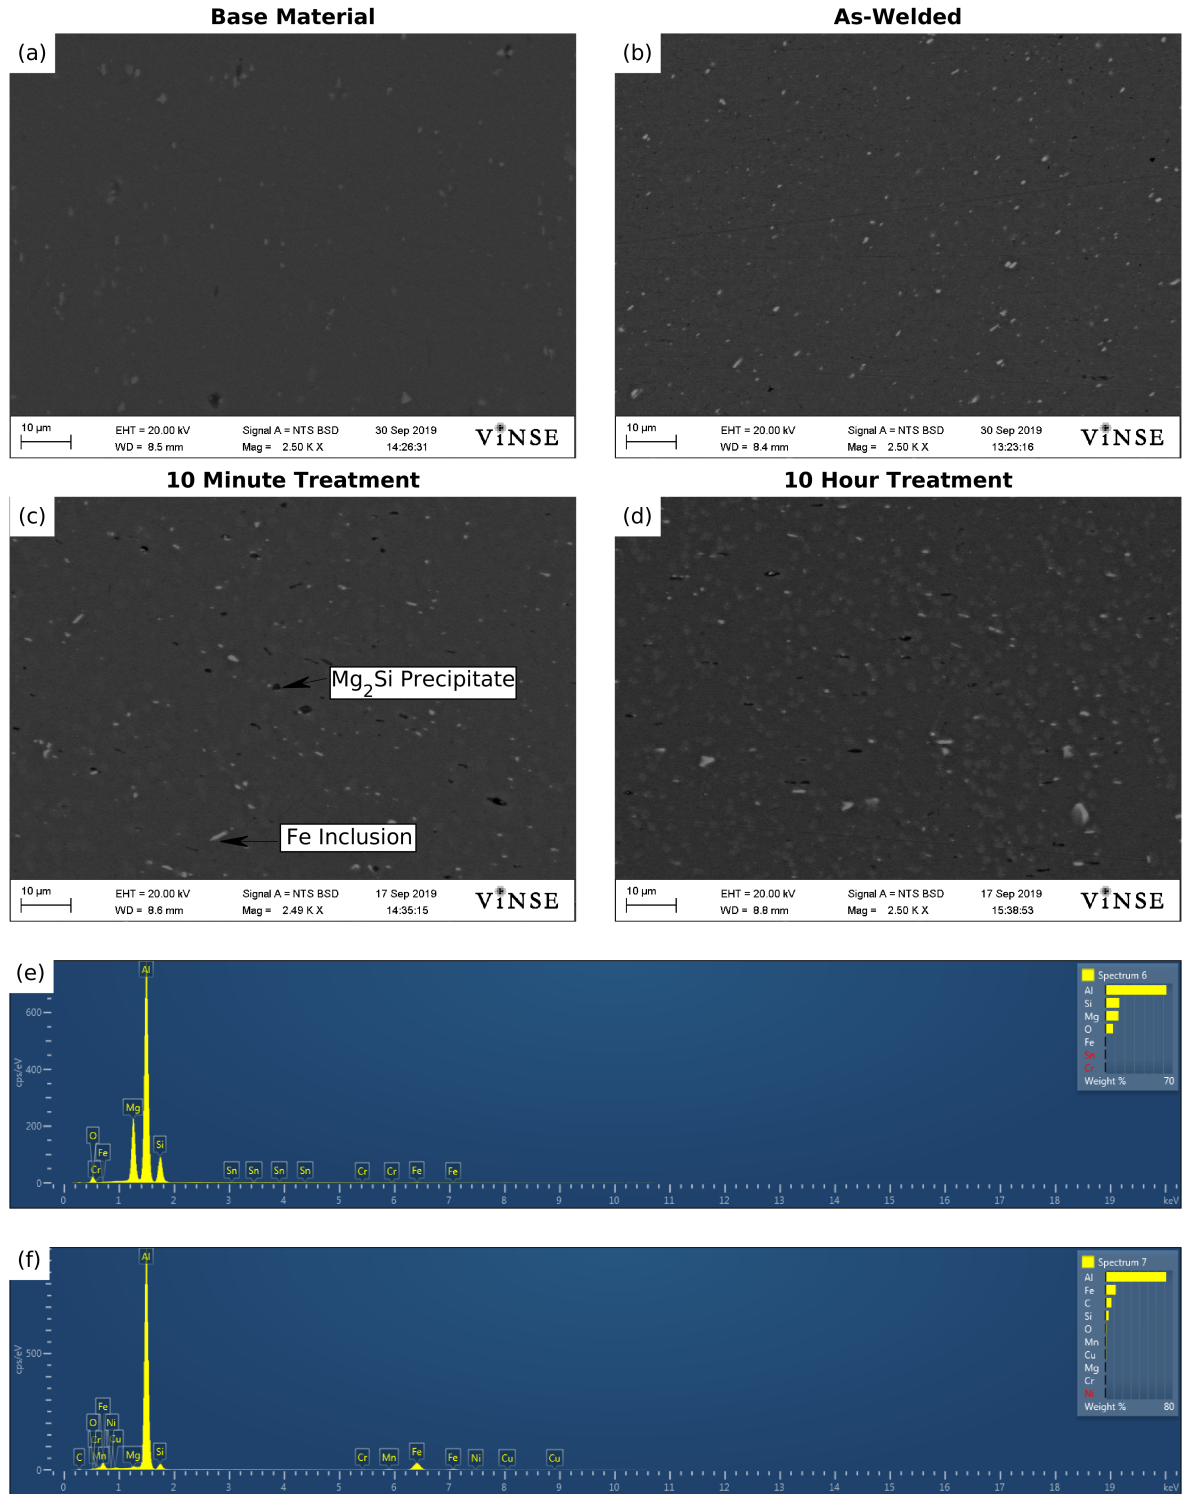 Base Material
As-Welded
(a)
(b)
10 µm
EHT = 20.00 kV
Signal A = NTS BSD
30 Sep 2019
WD = 8.5 mm
Mag = 2.50 K X
14:26:31
ViNSE
10 µm
EHT = 20.00 kV
Signal A = NTS BSD
30 Sep 2019
WD = 8.4 mm
Mag = 2.50 K X
13:23:16
ViNSE
10 Minute Treatment
10 Hour Treatment
(c)
(d)
Mg2Si Precipitate
Fe Inclusion
10 µm
EHT = 20.00 kV
Signal A = NTS BSD
17 Sep 2019
WD = 8.6 mm
Mag = 2.49 K X
14:35:15
ViNSE
10 µm
EHT = 20.00 kV
Signal A = NTS BSD
17 Sep 2019
WD = 8.8 mm
Mag = 2.50 K X
15:38:53
ViNSE
(e)
cps/eV
600
400
200
0
Al
Mg
O
Si
Fe
Cr
Sn Sn Sn Sn Cr Cr Fe Fe
0 1 2 3 4 5 6 7 8 9 10 11 12 13 14 15 16 17 18 19 keV
Spectrum 6
Al
Si
Mg
O
Fe
Sn
Cr
Weight % 70
(f)
cps/eV
500
0
Al
Fe
O Ni
Cr Cu
C Mn Mg Si
Cr Mn Fe Fe Ni Cu Cu
0 1 2 3 4 5 6 7 8 9 10 11 12 13 14 15 16 17 18 19 keV
Spectrum 7
Al
Fe
C
Si
O
Mn
Cu
Mg
Cr
Ni
Weight % 80